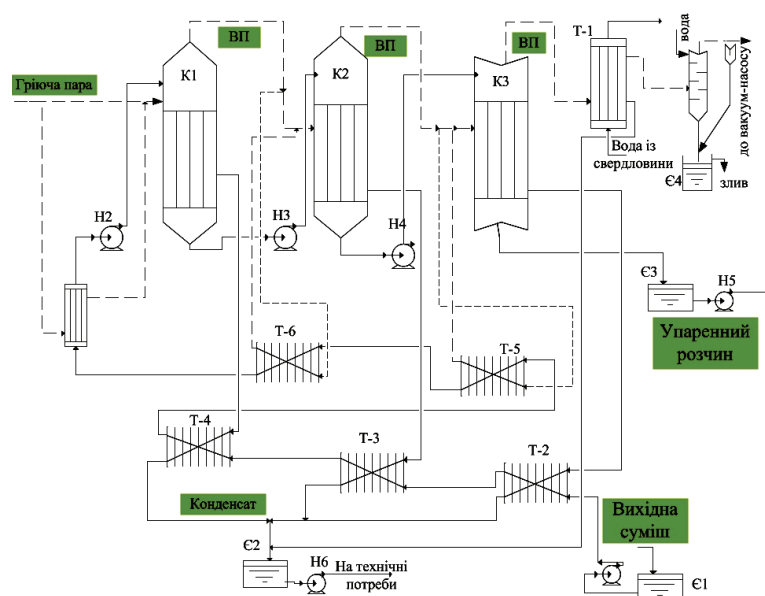 ВП
ВП
ВП
Т-1
вода
до вакуум-насосу
К1
К2
К3
Гріюча пара
Вода із
свердловини
Є4
злив
Н2
Н3
Н4
Є3
Н5
Упаренний
розчин
Т-6
Т-5
Т-4
Т-3
Т-2
Конденсат
Вихідна
суміш
Є2
Н6
На технічні
потреби
Є1